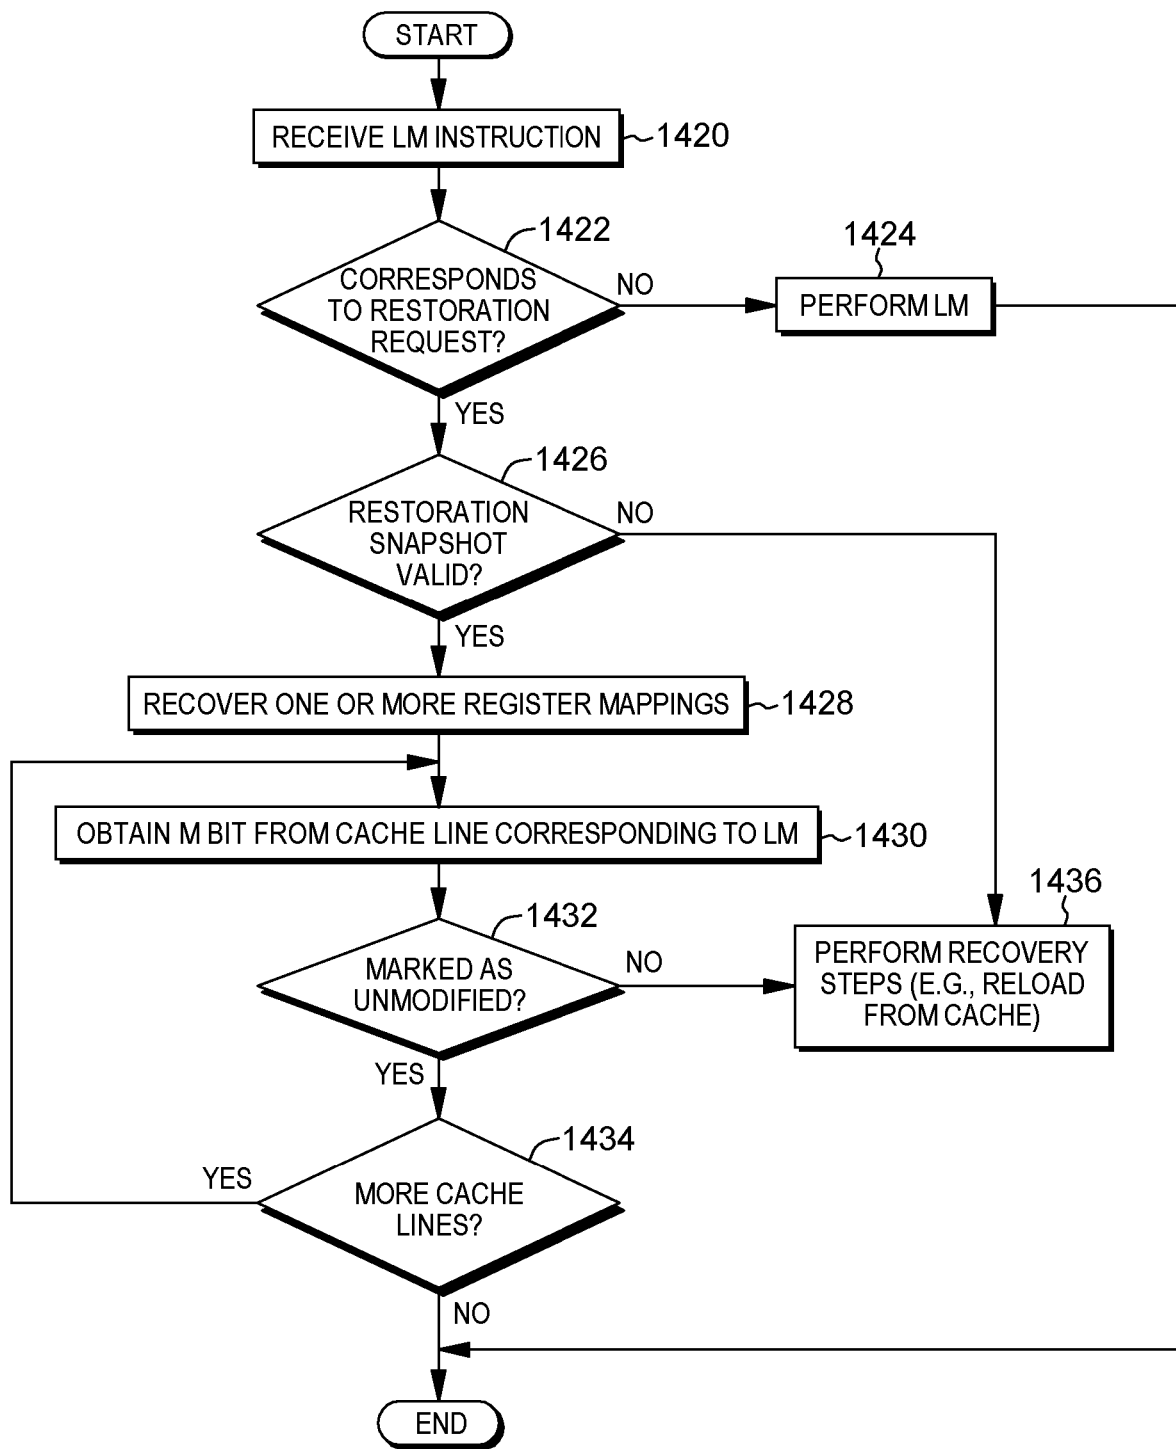 START
RECEIVE LM INSTRUCTION
1420
1422
CORRESPONDS
TO RESTORATION
REQUEST?
NO
1424
PERFORM LM
YES
1426
RESTORATION
SNAPSHOT
VALID?
NO
YES
RECOVER ONE OR MORE REGISTER MAPPINGS
1428
OBTAIN M BIT FROM CACHE LINE CORRESPONDING TO LM
1430
1432
MARKED AS
UNMODIFIED?
NO
1436
PERFORM RECOVERY
STEPS (E.G., RELOAD
FROM CACHE)
YES
1434
MORE CACHE
LINES?
YES
NO
END